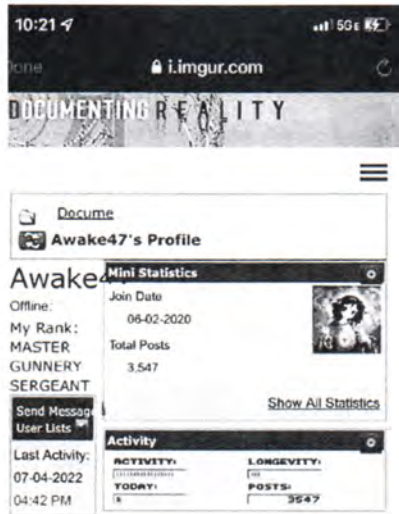 10:21
5G E
Done
i.imgur.com
DOCUMENTING REALITY
Docume
Awake47's Profile
Awake4
Offline:
My Rank:
MASTER
GUNNERY
SERGEANT
Send Message
User Lists
Last Activity:
07-04-2022
04:42 PM
Mini Statistics
Join Date
06-02-2020
Total Posts
3,547
Show All Statistics
Activity
ACTIVITY:
LONGEVITY:
TODAY:
POSTS:
3547